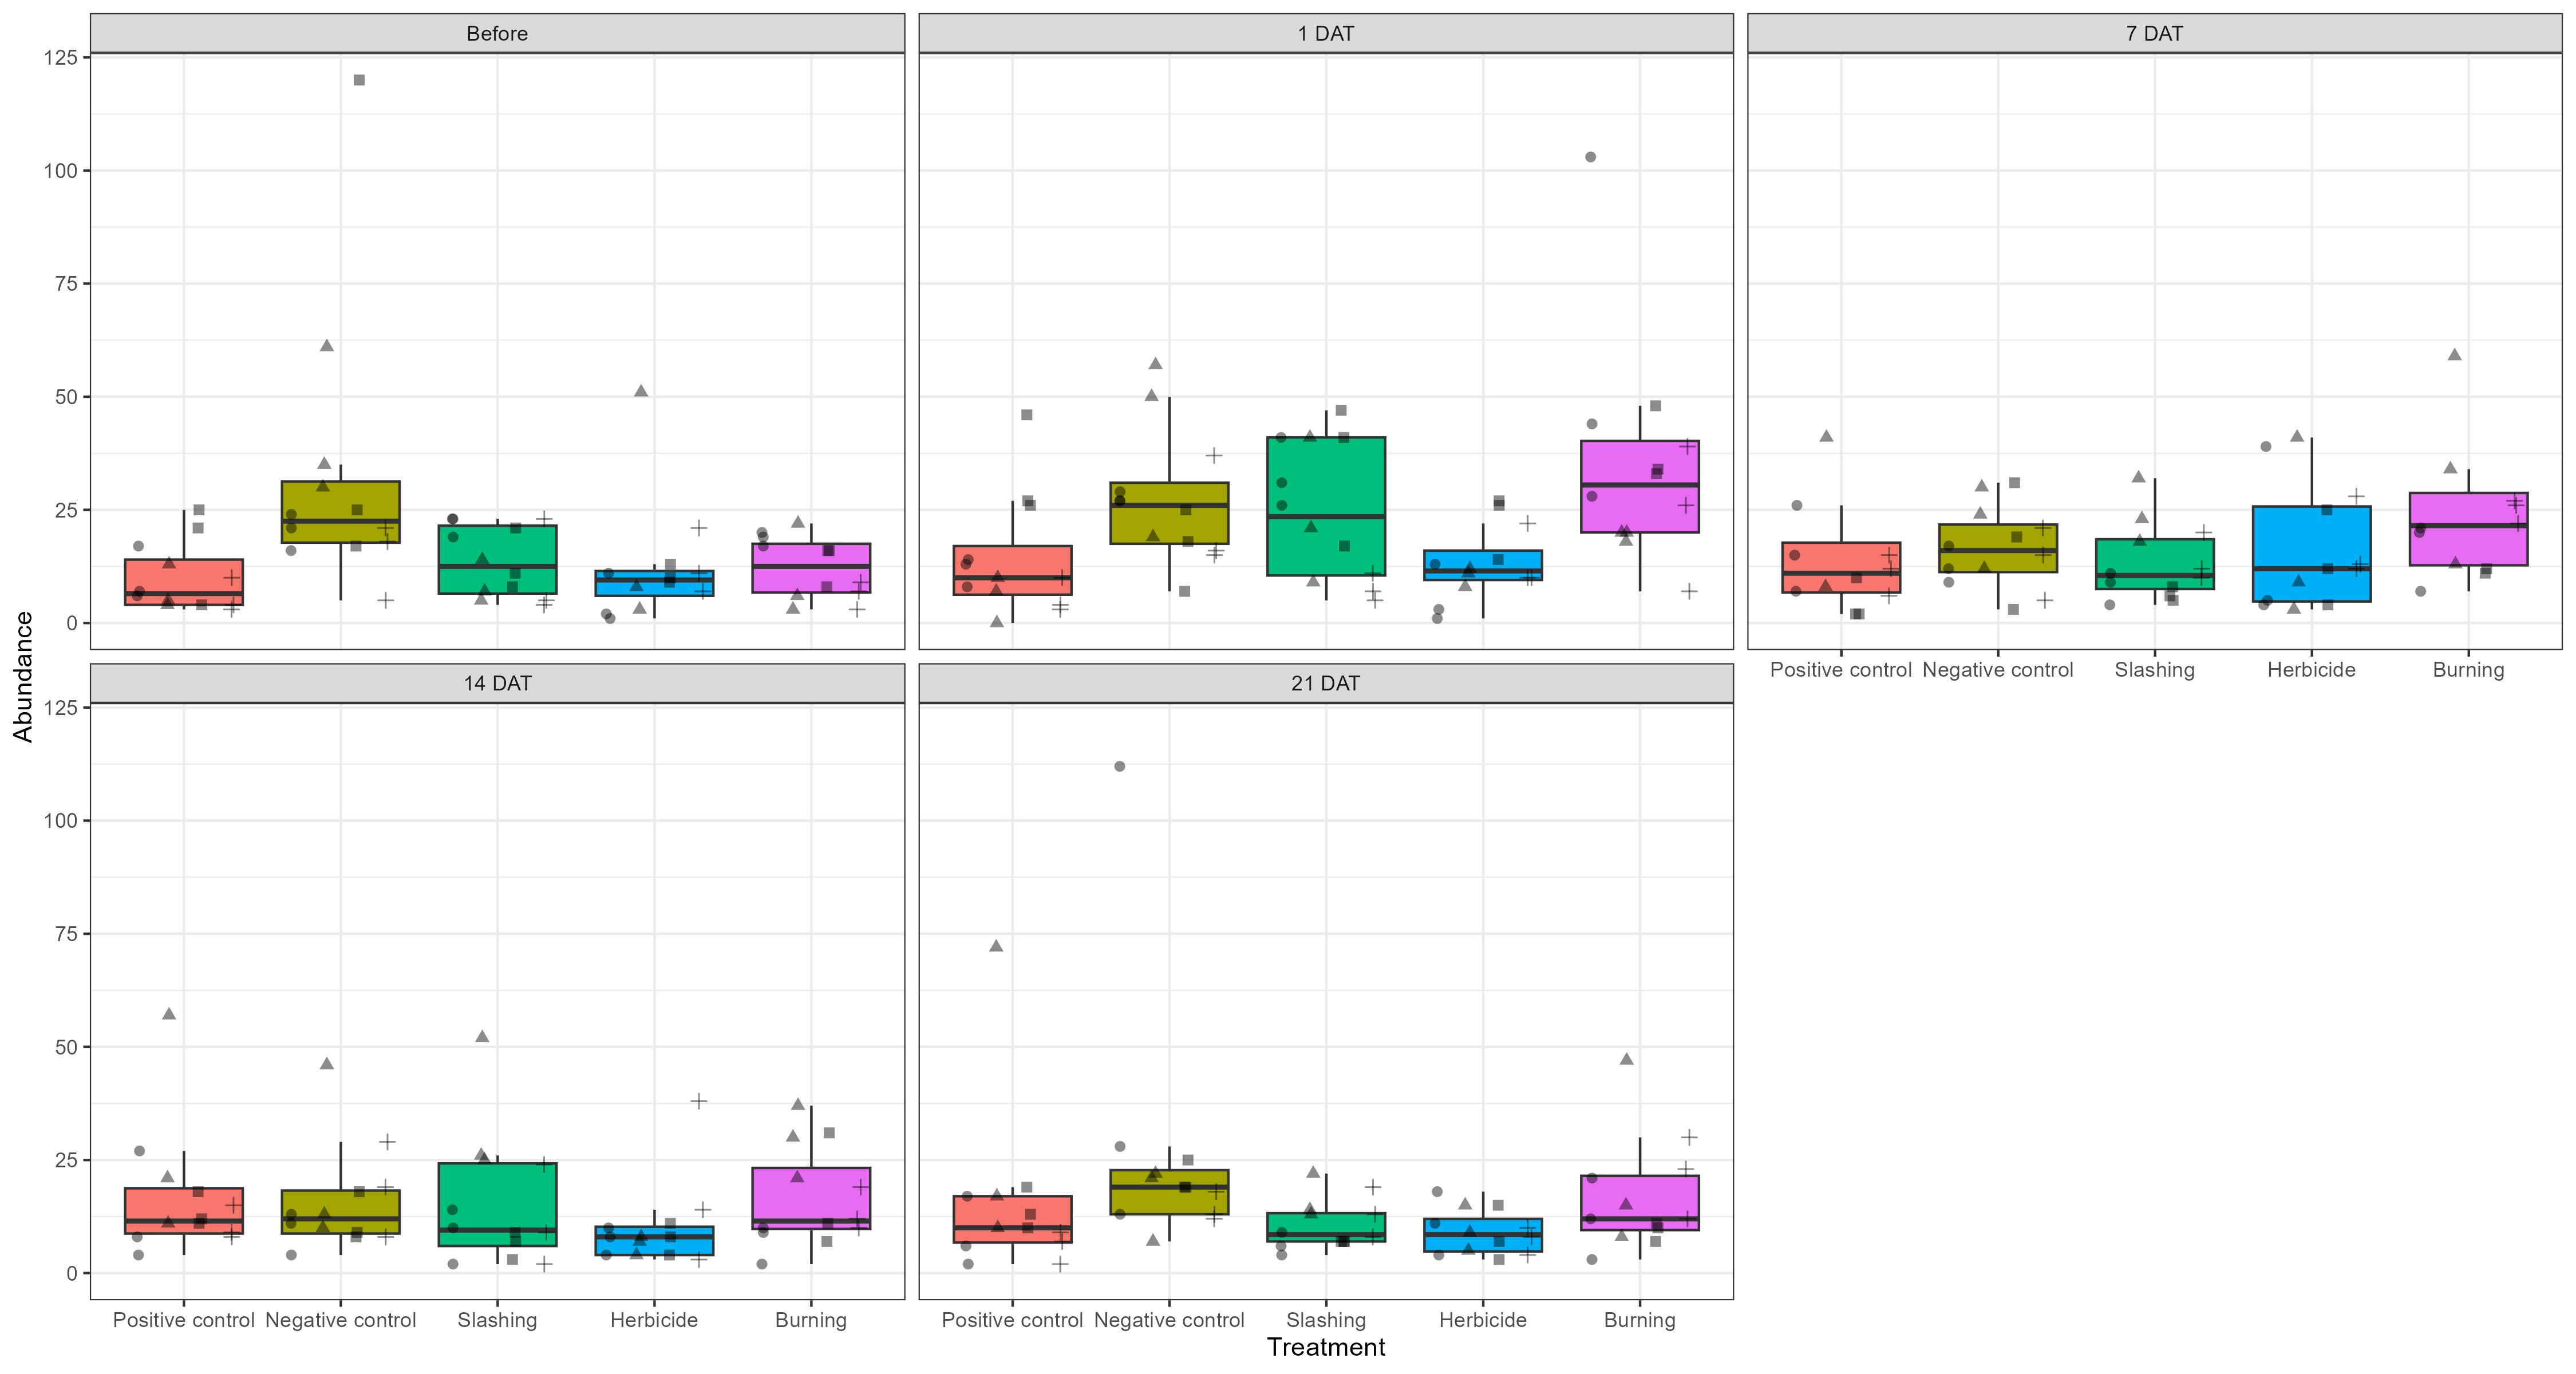 Before
1 DAT
7 DAT
125
100
75
50
25
0
Positive control Negative control Slashing Herbicide Burning
14 DAT
21 DAT
125
100
75
50
25
0
Positive control Negative control Slashing Herbicide Burning
Positive control Negative control Slashing Herbicide Burning
Abundance
Treatment